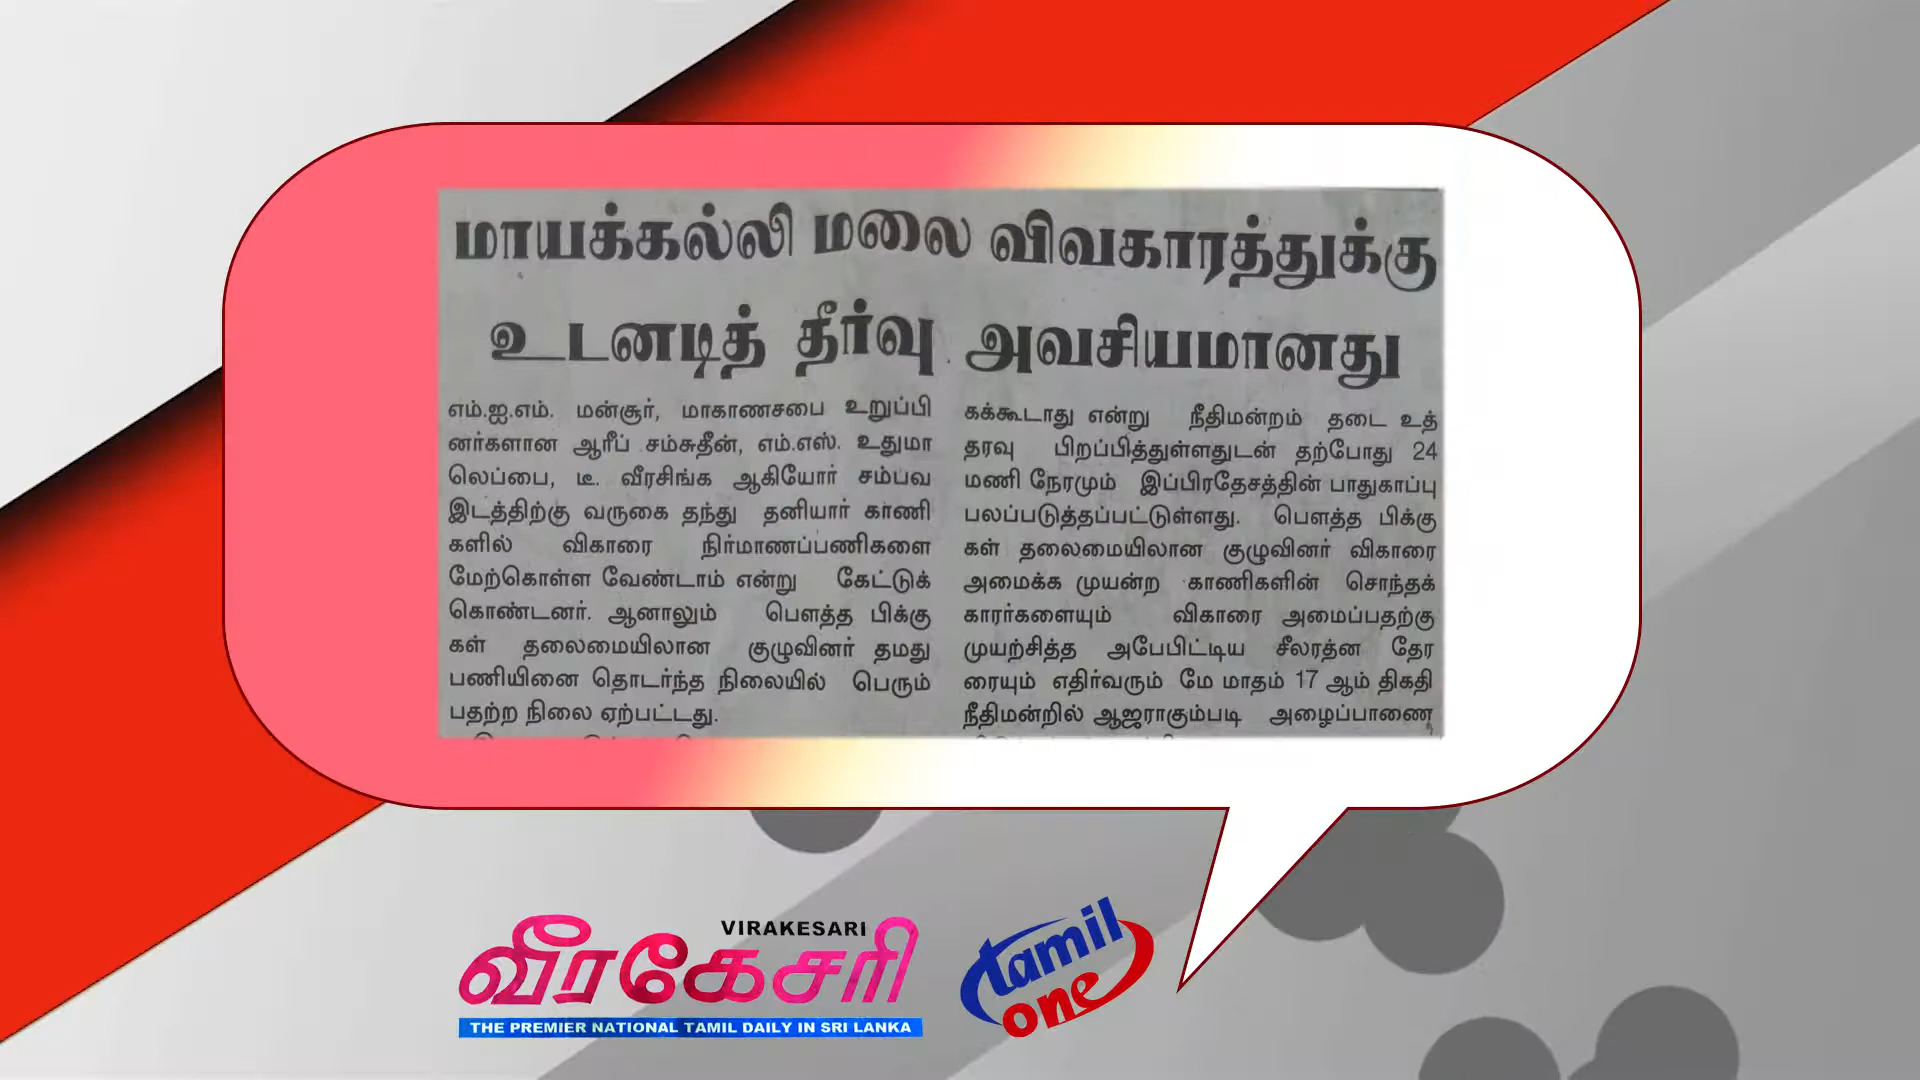 மாயக்கல்லி மலை விவகாரத்துக்கு
உடனடித் தீர்வு அவசியமானது
எம்.ஐ.எம். மன்சூர், மாகாணசபை உறுப்பி
னர்களான ஆரீப் சம்சுதீன், எம்.எஸ். உதுமா
லெப்பை, டீ. வீரசிங்க ஆகியோர் சம்பவ
இடத்திற்கு வருகை தந்து தனியார் காணி
களில் விகாரை நிர்மாணப்பணிகளை
மேற்கொள்ள வேண்டாம் என்று கேட்டுக்
கொண்டனர். ஆனாலும் பௌத்த பிக்கு
கள் தலைமையிலான குழுவினர் தமது
பணியினை தொடர்ந்த நிலையில் பெரும்
பதற்ற நிலை ஏற்பட்டது.
கக்கூடாது என்று நீதிமன்றம் தடை உத்
தரவு பிறப்பித்துள்ளதுடன் தற்போது 24
மணி நேரமும் இப்பிரதேசத்தின் பாதுகாப்பு
பலப்படுத்தப்பட்டுள்ளது. பௌத்த பிக்கு
கள் தலைமையிலான குழுவினர் விகாரை
அமைக்க முயன்ற காணிகளின் சொந்தக்
காரர்களையும் விகாரை அமைப்பதற்கு
முயற்சித்த அபேபிட்டிய சீலரத்ன தேர
ரையும் எதிர்வரும் மே மாதம் 17 ஆம் திகதி
நீதிமன்றில் ஆஜராகும்படி அழைப்பாணை
VIRAKESARI
வீரகேசரி
THE PREMIER NATIONAL TAMIL DAILY IN SRI LANKA
tamil
one